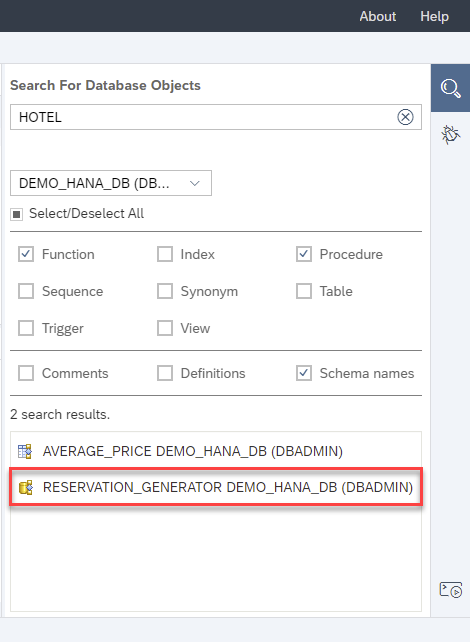 About Help
Search For Database Objects
HOTEL
DEMO_HANA_DB (DB...
Select/Deselect All
Function Index Procedure
Sequence Synonym Table
Trigger View
Comments Definitions Schema names
2 search results.
AVERAGE_PRICE DEMO_HANA_DB (DBADMIN)
RESERVATION_GENERATOR DEMO_HANA_DB (DBADMIN)